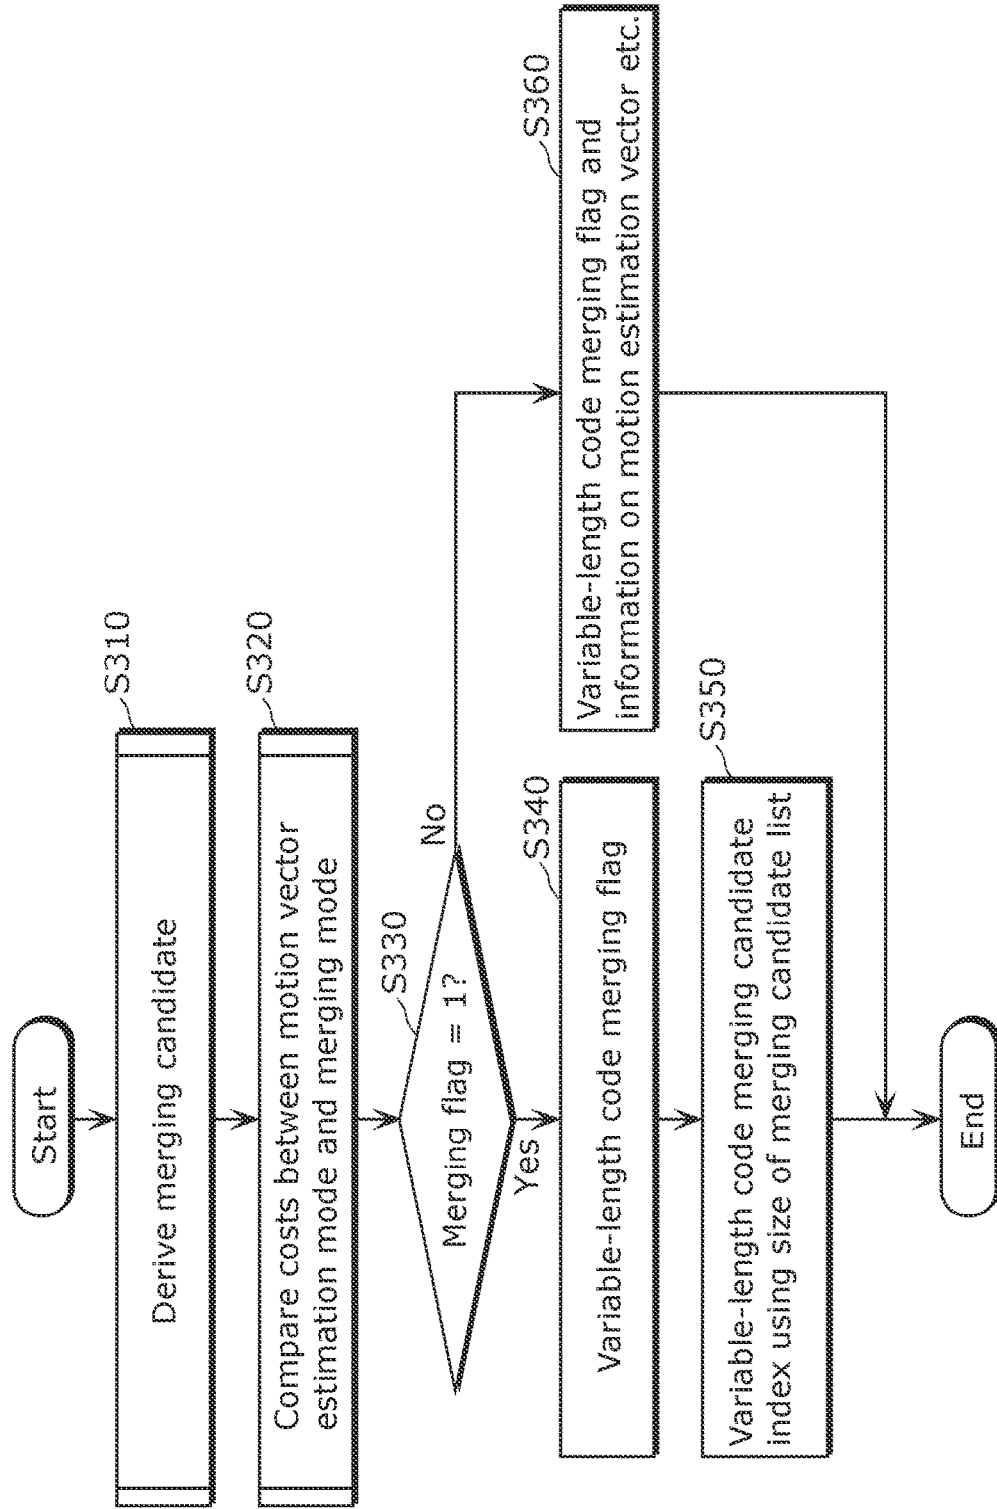 Start
S310
Derive merging candidate
S320
Compare costs between motion vector
estimation mode and merging mode
S330
Merging flag = 1?
No
Yes
S340
Variable-length code merging flag
S350
Variable-length code merging candidate
index using size of merging candidate list
S360
Variable-length code merging flag and
information on motion estimation vector etc.
End